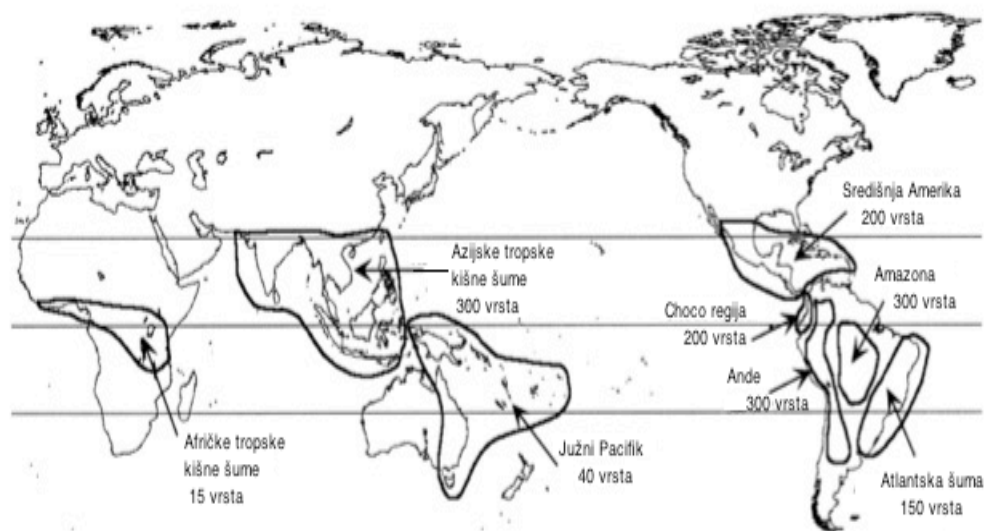 Središnja Amerika
200 vrsta
Azijske tropske
kišne šume
300 vrsta
Amazona
300 vrsta
Choco regija
200 vrsta
Ande
300 vrsta
Afričke tropske
kišne šume
15 vrsta
Južni Pacifik
40 vrsta
Atlantska šuma
150 vrsta